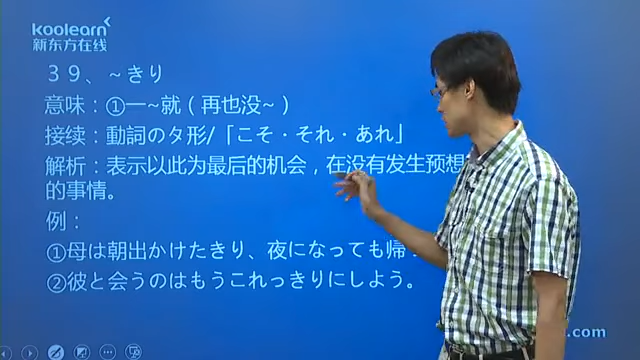 koolearn
新东方在线
39、~きり
意味：①一~就（再也没~）
接续：動詞のタ形/「こそ・それ・あれ」
解析：表示以此为最后的机会，在没有发生预想
的事情。
例：
①母は朝出かけたきり、夜になっても帰
②彼と会うのはもうこれっきりにしよう。
.com